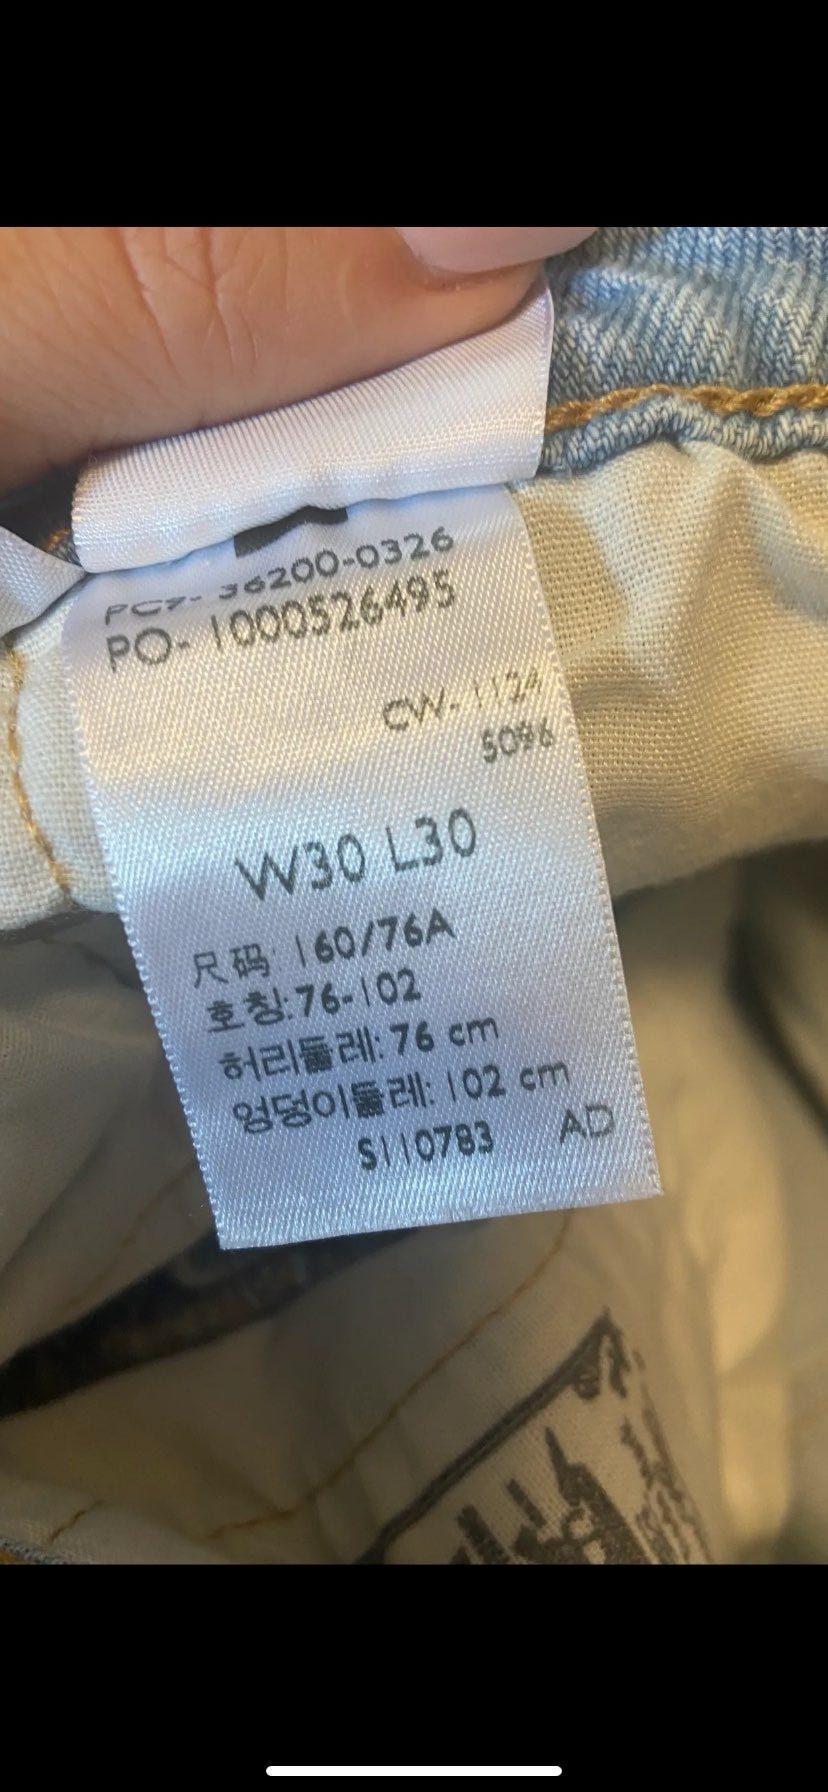 36200-0326
PO- 1000526495
CW- 1124
5096
W30 L30
尺码: 160/76A
호칭: 76-102
허리둘레: 76 cm
엉덩이둘레: 102 cm
S110783 AD